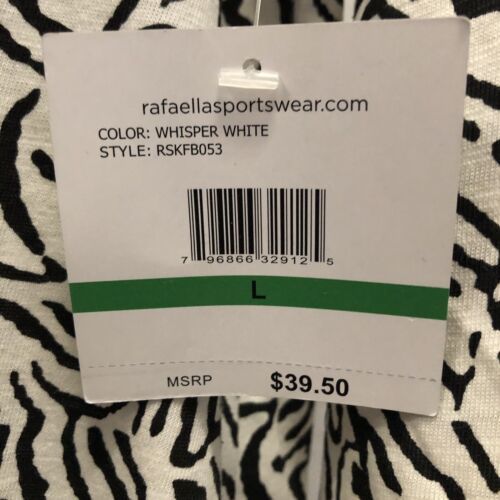 rafaellasportswear.com
COLOR: WHISPER WHITE
STYLE: RSKFB053
7 96866 32912 5
L
MSRP $39.50